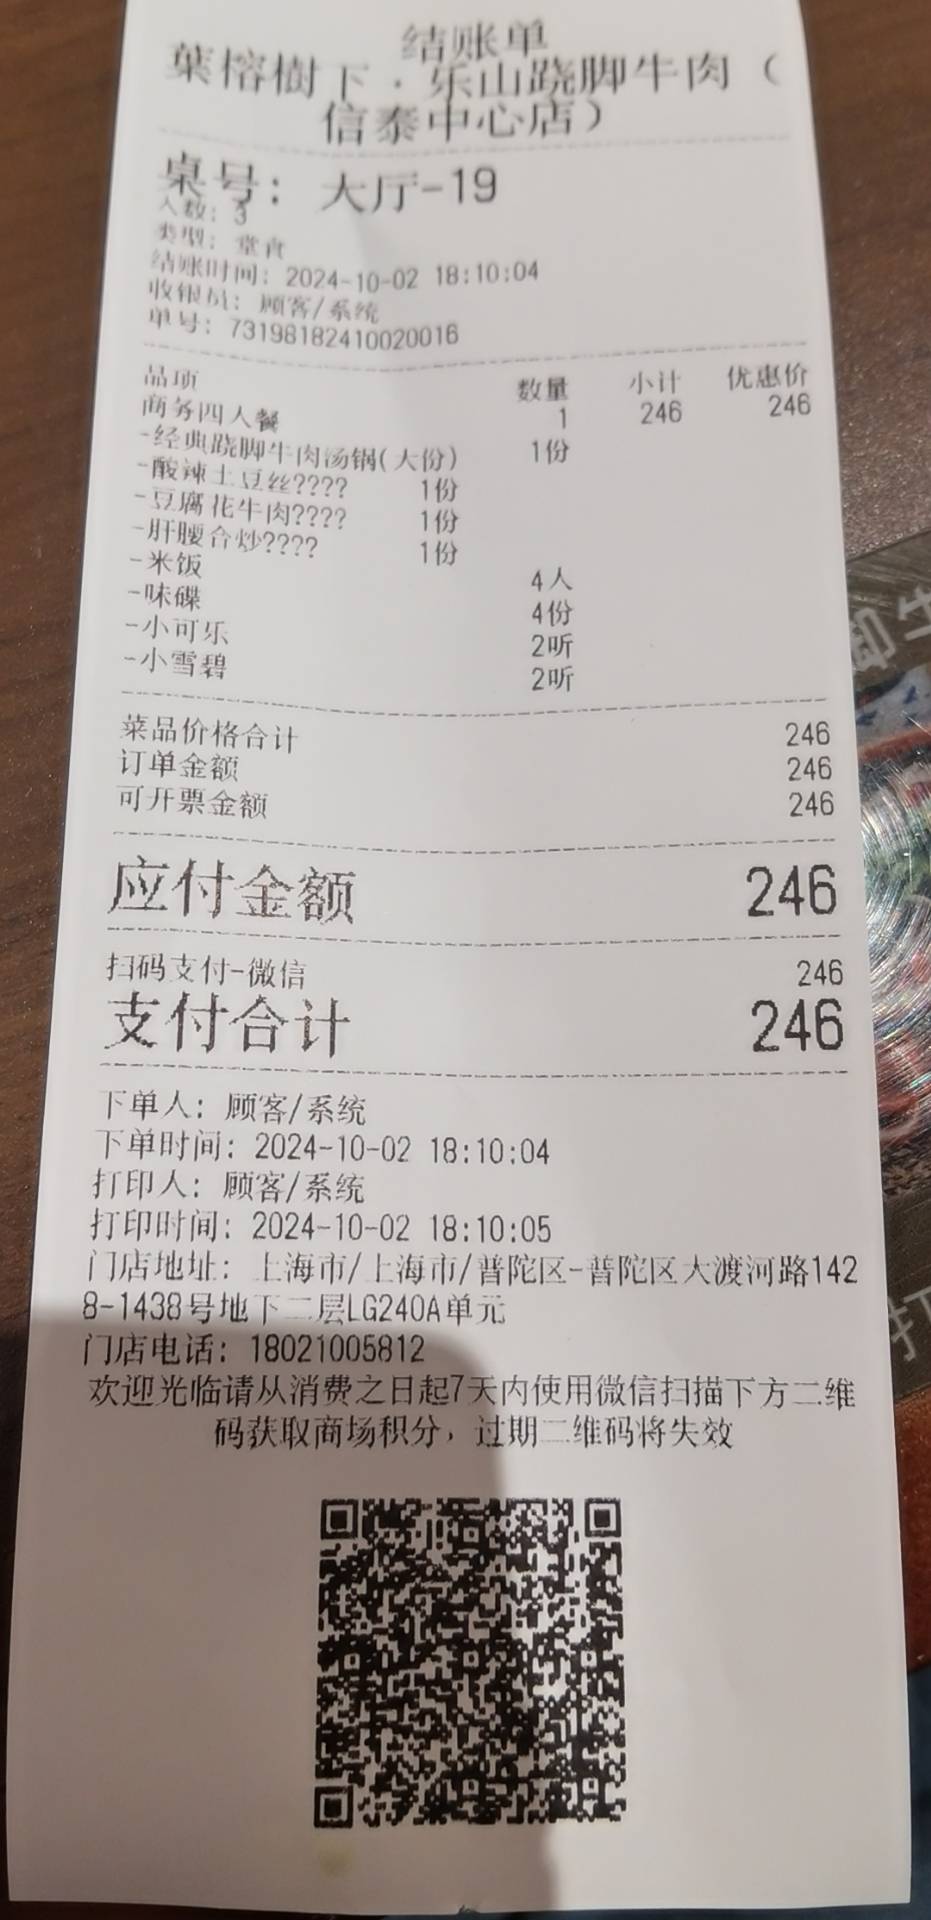 结账单
葉榕樹下·乐山跷脚牛肉（
信泰中心店）
桌号：大厅-19
人数：3
类型：堂食
结账时间：2024-10-02 18:10:04
收银员：顾客/系统
单号：73198182410020016
品项 数量 小计 优惠价
商务四人餐 1 246 246
-经典跷脚牛肉汤锅(大份) 1份
-酸辣土豆丝???? 1份
-豆腐花牛肉???? 1份
-肝腰合炒???? 1份
-米饭 4人
-味碟 4份
-小可乐 2听
-小雪碧 2听
菜品价格合计 246
订单金额 246
可开票金额 246
应付金额 246
扫码支付-微信 246
支付合计 246
下单人：顾客/系统
下单时间：2024-10-02 18:10:04
打印人：顾客/系统
打印时间：2024-10-02 18:10:05
门店地址：上海市/上海市/普陀区-普陀区大渡河路142
8-1438号地下二层LG240A单元
门店电话：18021005812
欢迎光临请从消费之日起7天内使用微信扫描下方二维
码获取商场积分，过期二维码将失效